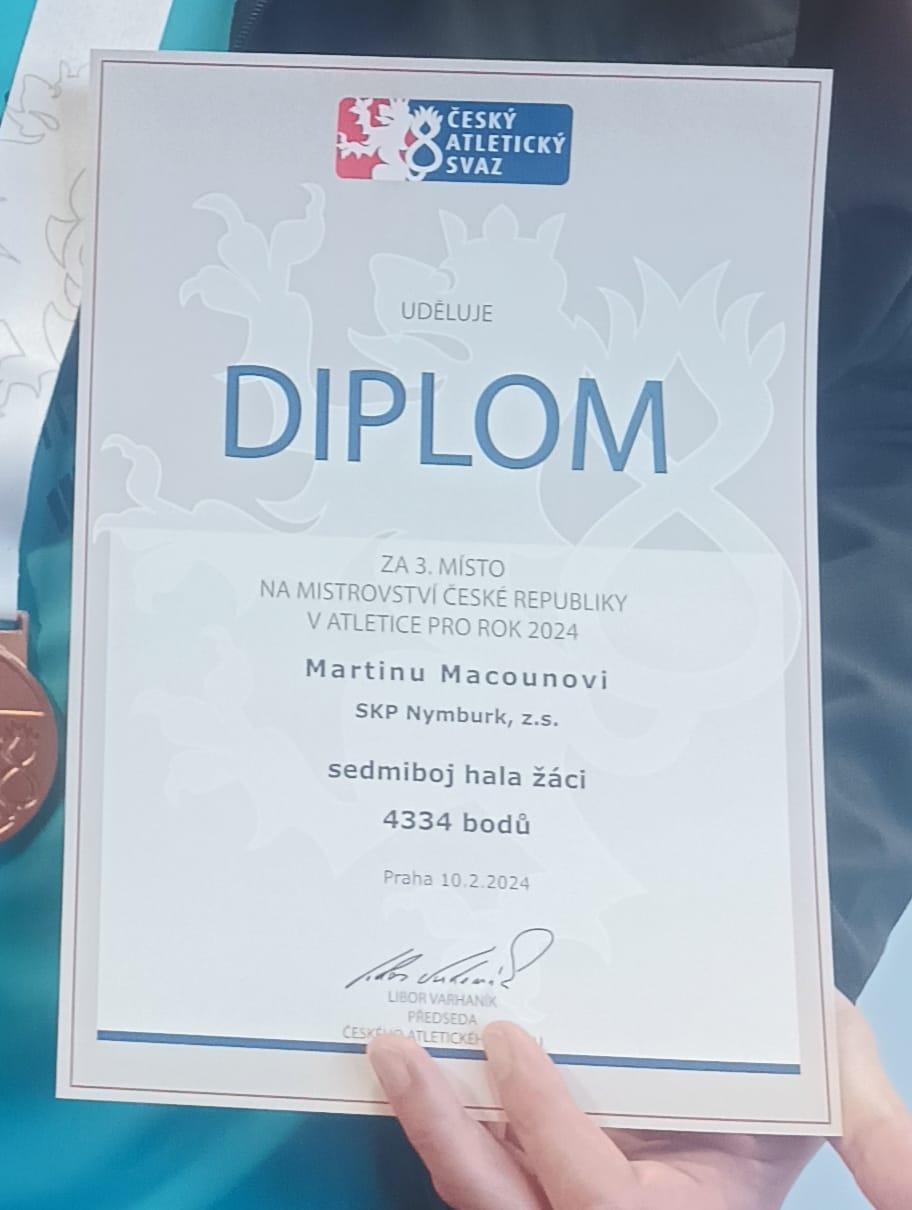 ČESKÝ
ATLETICKÝ
SVAZ
UDĚLUJE
DIPLOM
ZA 3. MÍSTO
NA MISTROVSTVÍ ČESKÉ REPUBLIKY
V ATLETICE PRO ROK 2024
Martinu Macounovi
SKP Nymburk, z.s.
sedmiboj hala žáci
4334 bodů
Praha 10.2.2024
LIBOR VARHANÍK
PŘEDSEDA